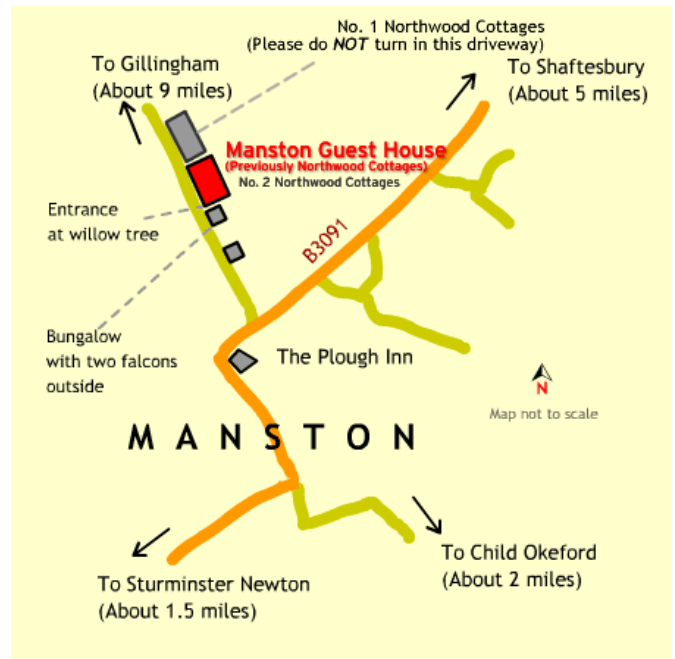 No. 1 Northwood Cottages
(Please do NOT turn in this driveway)
To Gillingham
(About 9 miles)
To Shaftesbury
(About 5 miles)
Manston Guest House
(Previously Northwood Cottages)
No. 2 Northwood Cottages
Entrance
at willow tree
B3091
Bungalow
with two falcons
outside
The Plough Inn
N
Map not to scale
MANSTON
To Child Okeford
(About 2 miles)
To Sturminster Newton
(About 1.5 miles)